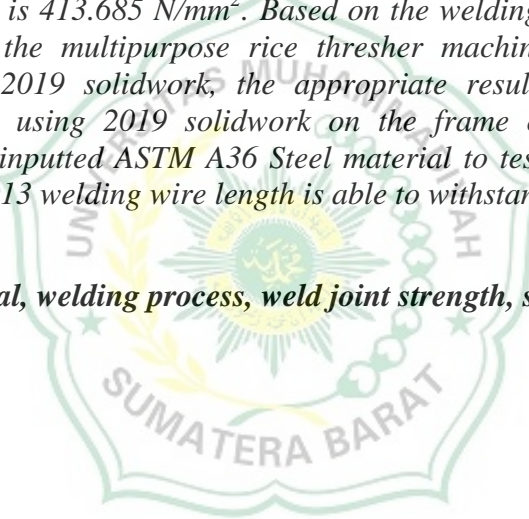 is 413.685 N/mm². Based on the welding
the multipurpose rice thresher machin
2019 solidwork, the appropriate resul
using 2019 solidwork on the frame
inputted ASTM A36 Steel material to tes
13 welding wire length is able to withstan
al, welding process, weld joint strength, s
UNIVERSITAS MUHAMMADIYAH
SUMATERA BARAT